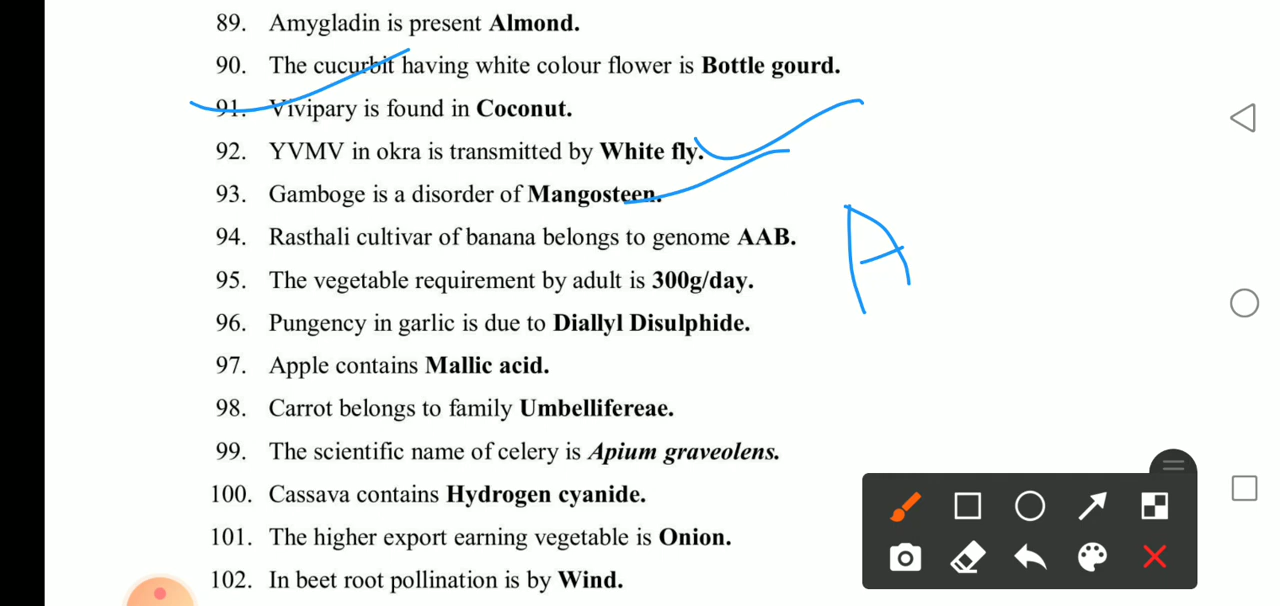 89. Amygladin is present Almond.
90. The cucurbit having white colour flower is Bottle gourd.
91. Vivipary is found in Coconut.
92. YVMV in okra is transmitted by White fly.
93. Gamboge is a disorder of Mangosteen.
94. Rasthali cultivar of banana belongs to genome AAB.
A
95. The vegetable requirement by adult is 300g/day.
96. Pungency in garlic is due to Diallyl Disulphide.
97. Apple contains Mallic acid.
98. Carrot belongs to family Umbellifereae.
99. The scientific name of celery is Apium graveolens.
100. Cassava contains Hydrogen cyanide.
101. The higher export earning vegetable is Onion.
102. In beet root pollination is by Wind.